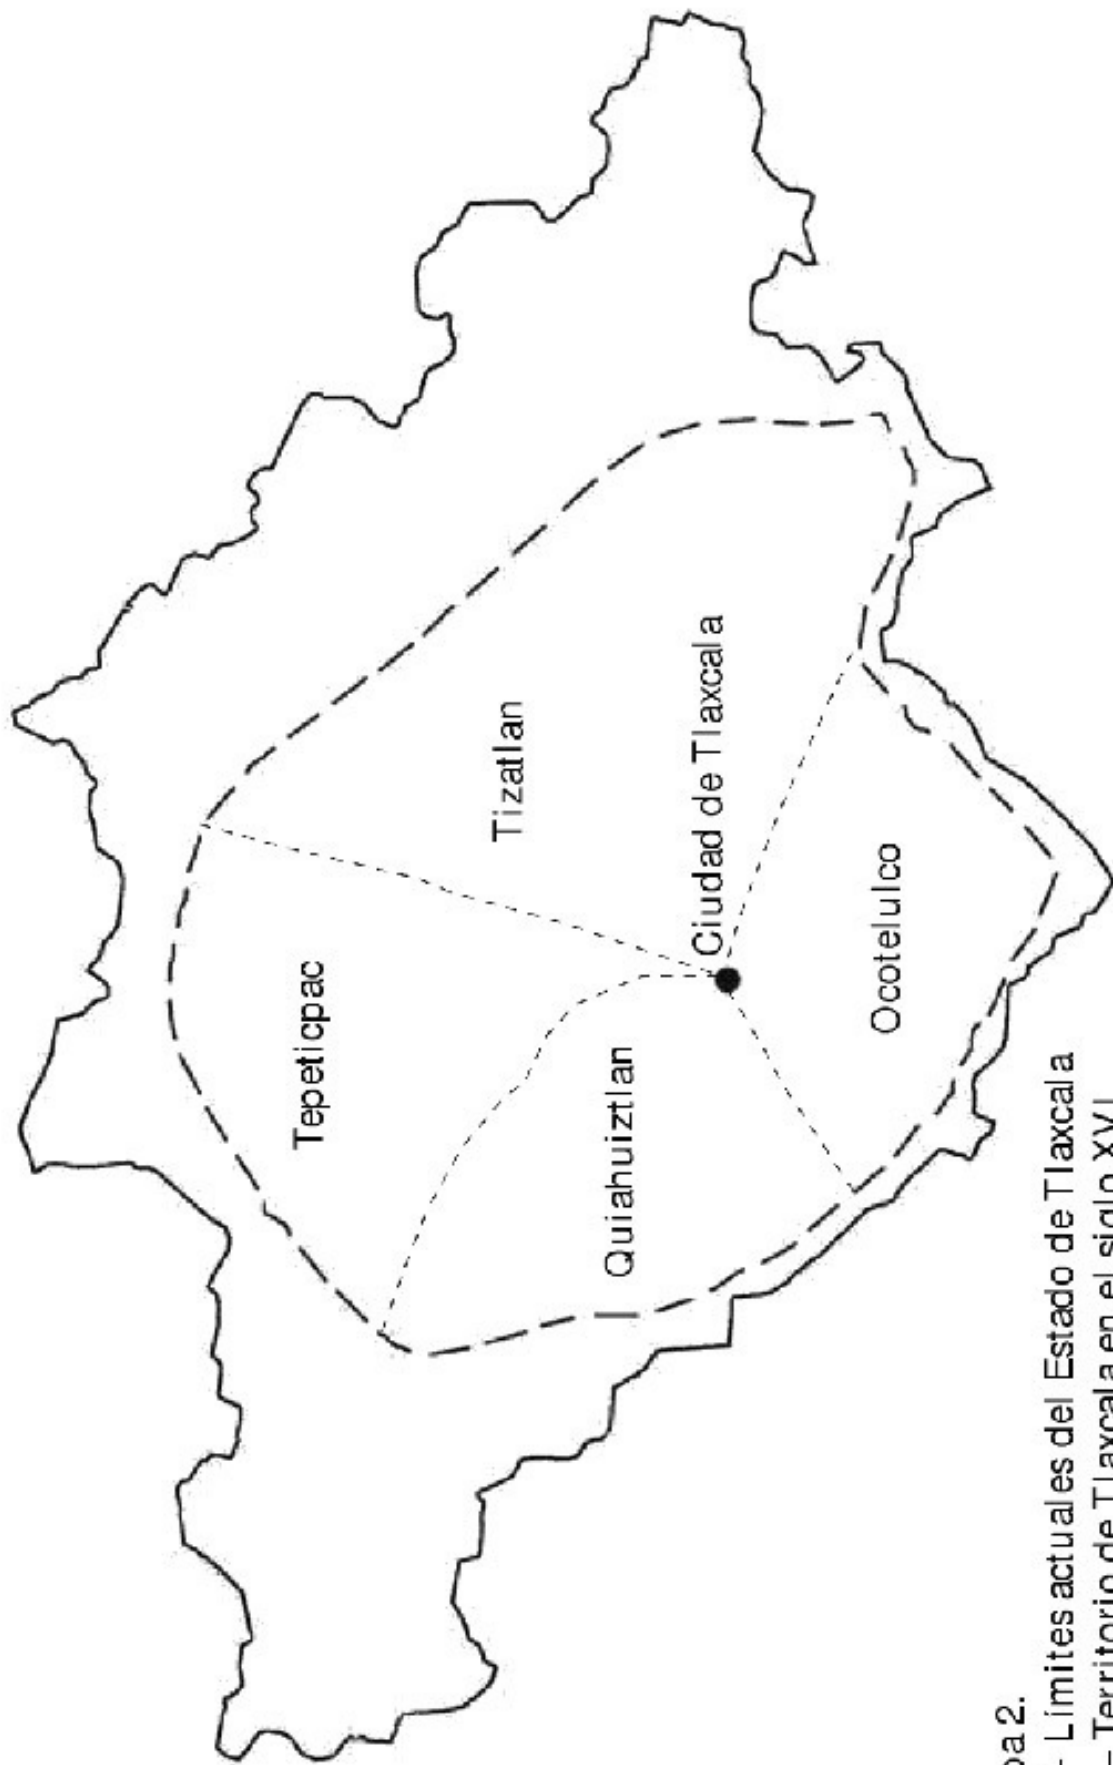 Tepeticpac
Tizatlan
Quiahuiztlan
Ciudad de Tlaxcala
Ocotelulco
pa2.
- Límites actuales del Estado de Tlaxcala
- Territorio de Tlaxcala en el siglo XVI